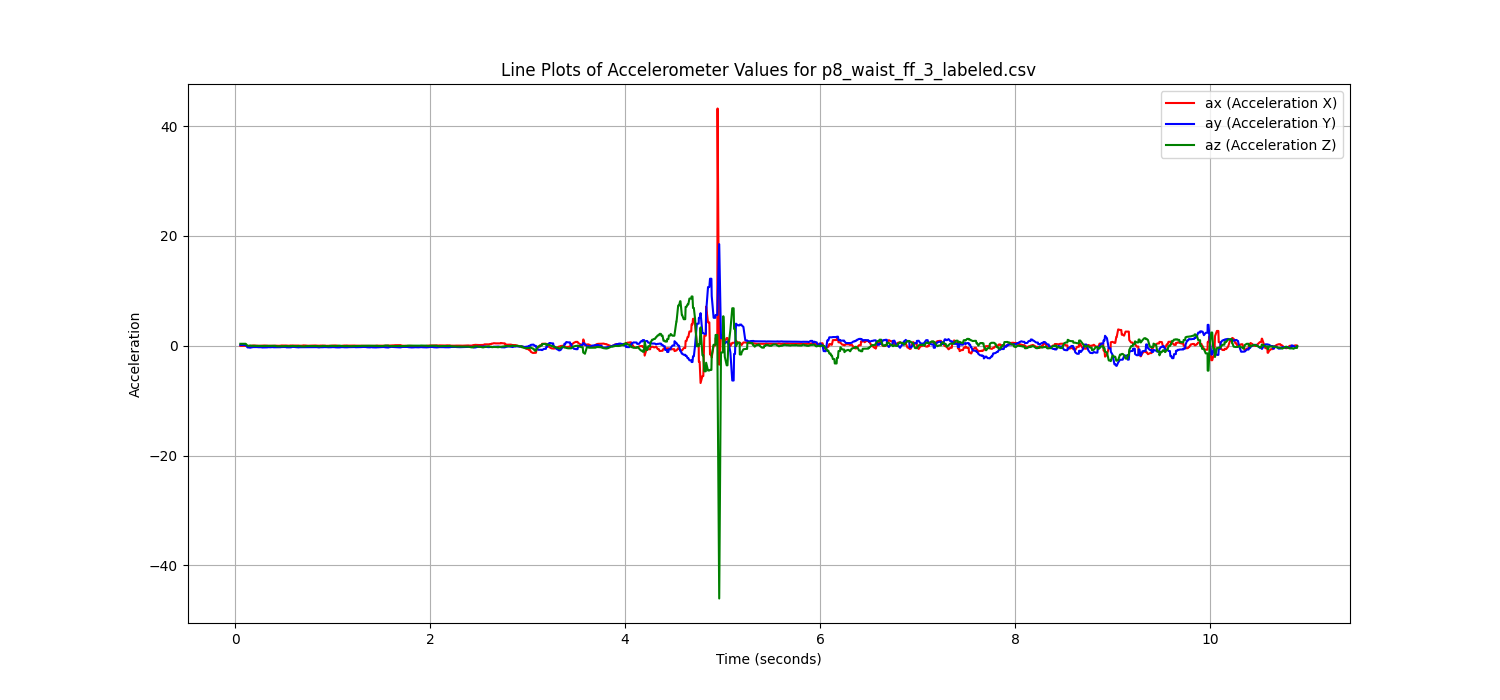 Line Plots of Accelerometer Values for p8_waist_ff_3_labeled.csv
ax (Acceleration X)
ay (Acceleration Y)
az (Acceleration Z)
Acceleration
40
20
0
−20
−40
0 2 4 6 8 10
Time (seconds)